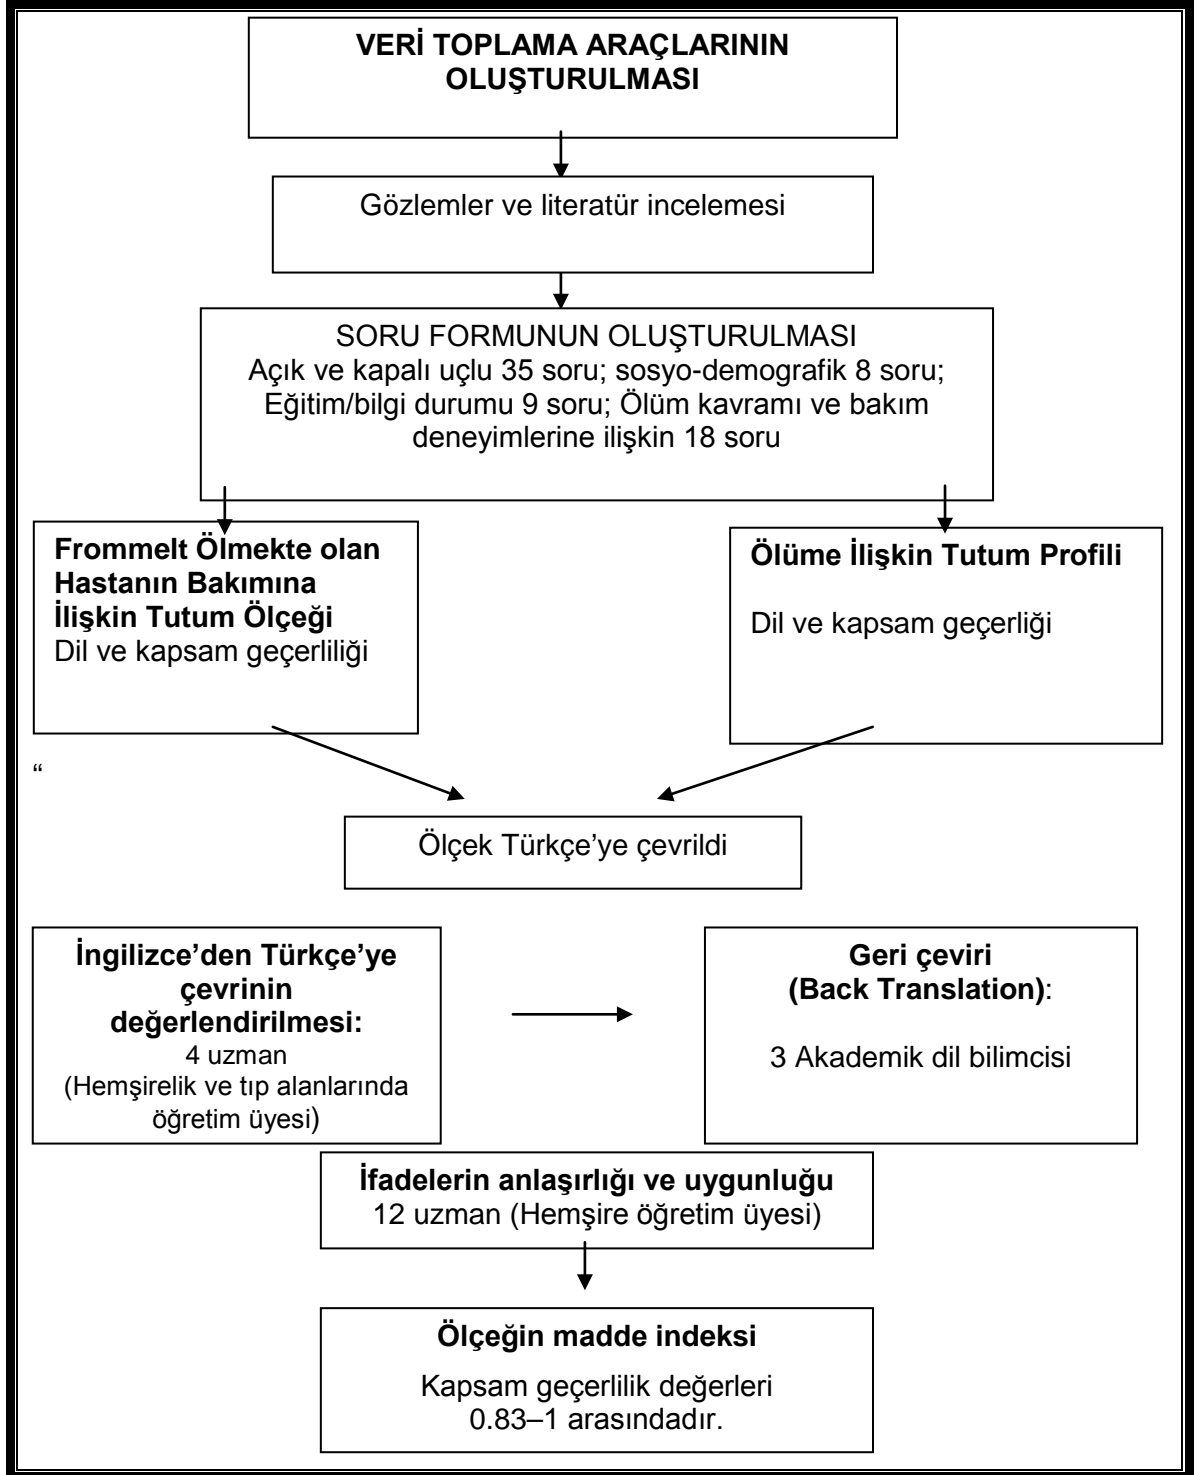 VERİ TOPLAMA ARAÇLARININ
OLUŞTURULMASI
Gözlemler ve literatür incelemesi
SORU FORMUNUN OLUŞTURULMASI
Açık ve kapalı uçlu 35 soru; sosyo-demografik 8 soru;
Eğitim/bilgi durumu 9 soru; Ölüm kavramı ve bakım
deneyimlerine ilişkin 18 soru
Frommelt Ölmekte olan
Hastanın Bakımına
İlişkin Tutum Ölçeği
Dil ve kapsam geçerliliği
Ölüme İlişkin Tutum Profili
Dil ve kapsam geçerliği
“
Ölçek Türkçe’ye çevrildi
İngilizce’den Türkçe’ye
çevrinin
değerlendirilmesi:
4 uzman
(Hemşirelik ve tıp alanlarında
öğretim üyesi)
Geri çeviri
(Back Translation):
3 Akademik dil bilimcisi
İfadelerin anlaşırlığı ve uygunluğu
12 uzman (Hemşire öğretim üyesi)
Ölçeğin madde indeksi
Kapsam geçerlilik değerleri
0.83–1 arasındadır.